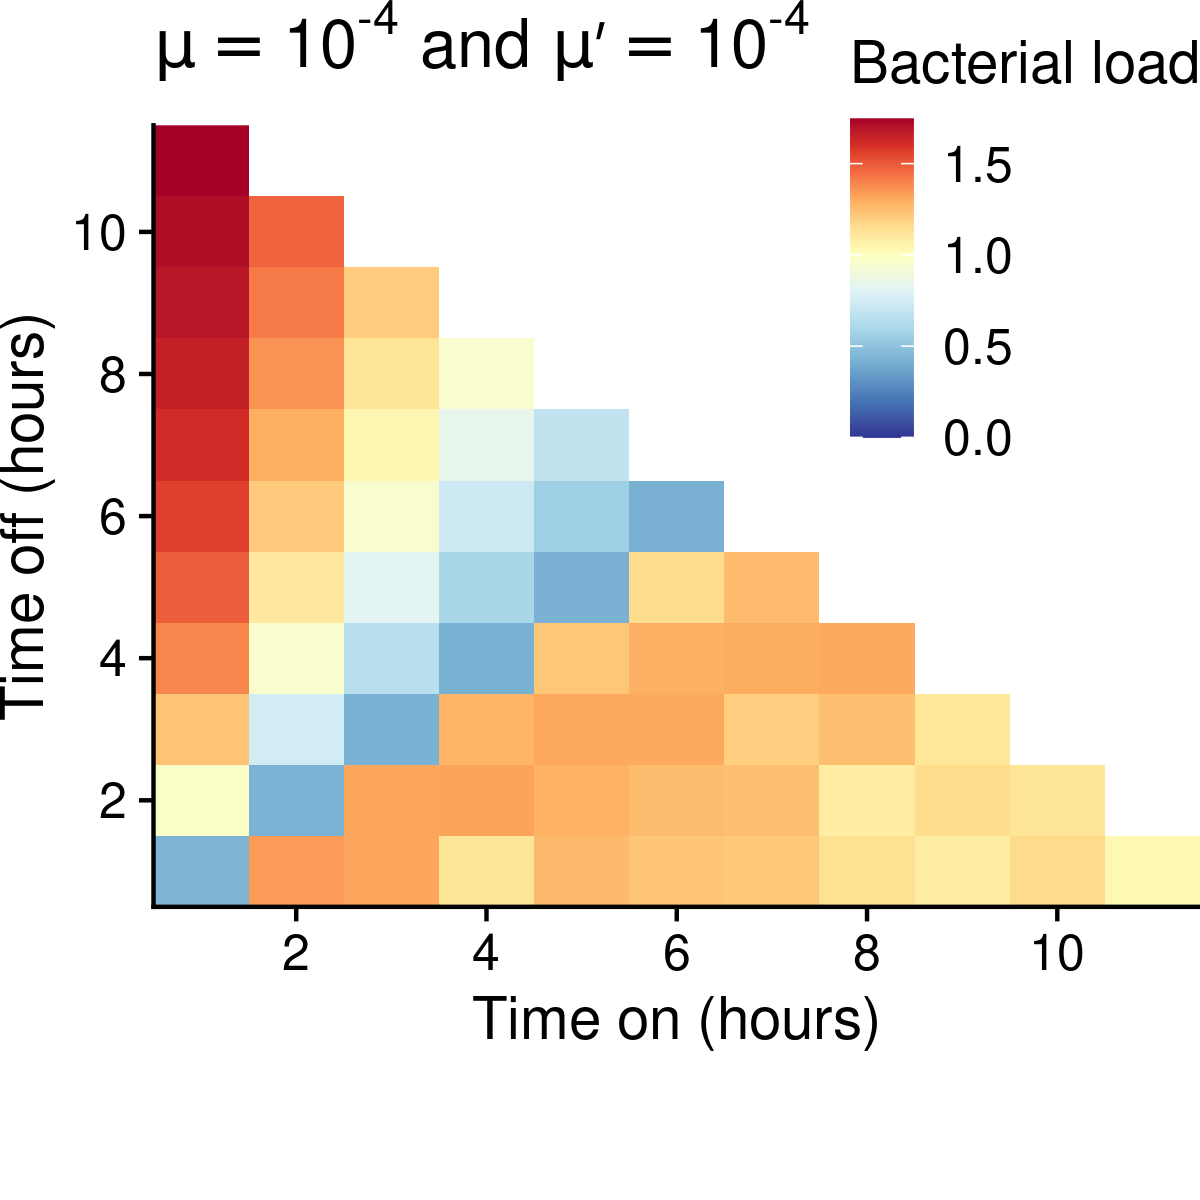 μ = 10⁻⁴ and μ′ = 10⁻⁴
Bacterial load
1.5
1.0
0.5
0.0
Time off (hours)
10
8
6
4
2
2 4 6 8 10
Time on (hours)